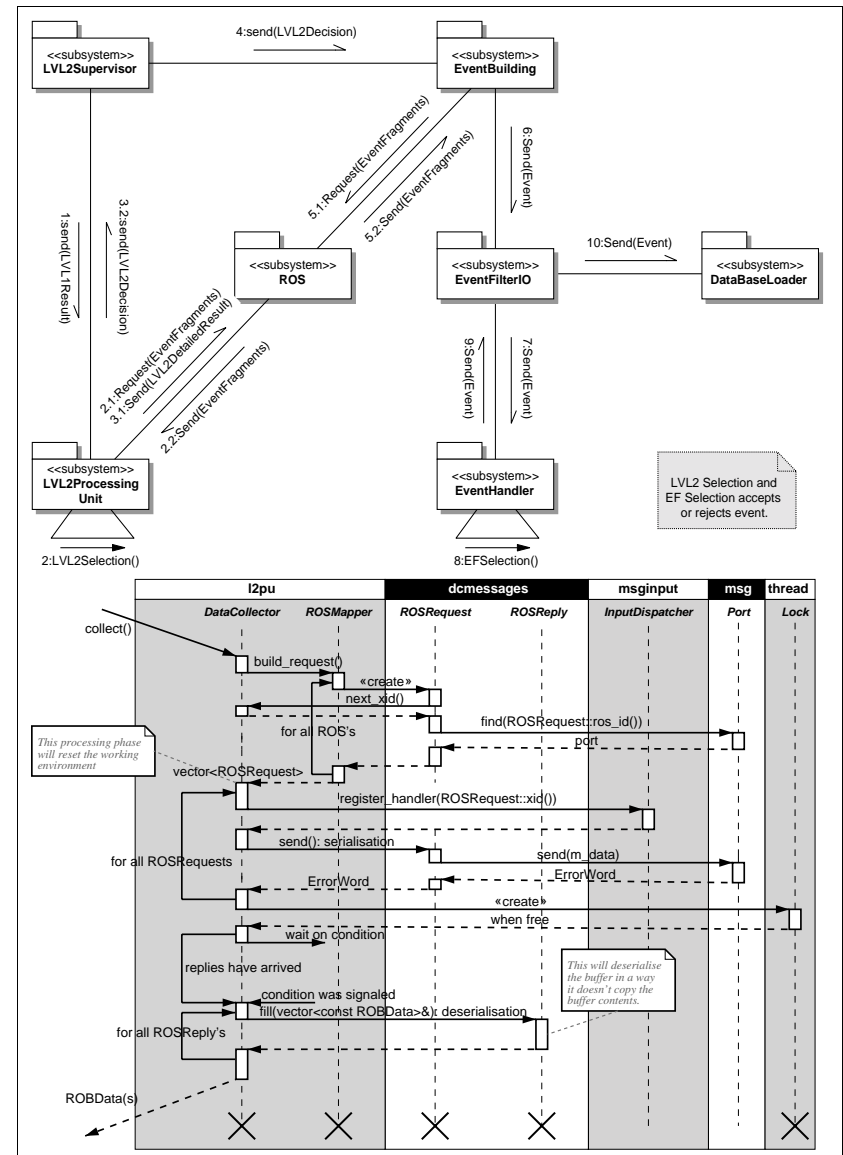 4:send(LVL2Decision)
<<subsystem>>
LVL2Supervisor
<<subsystem>>
EventBuilding
1:send(LVL1Result)
3.2:send(LVL2Decision)
5.1:Request(EventFragments)
5.2:Send(EventFragments)
6:Send(Event)
<<subsystem>>
ROS
<<subsystem>>
EventFilterIO
10:Send(Event)
<<subsystem>>
DataBaseLoader
2.1:Request(EventFragments)
3.1:Send(LVL2DetailedResult)
2.2:Send(EventFragments)
9:Send(Event)
7:Send(Event)
<<subsystem>>
LVL2Processing
Unit
<<subsystem>>
EventHandler
LVL2 Selection and
EF Selection accepts
or rejects event.
2:LVL2Selection()
8:EFSelection()
l2pu
dcmessages
msginput
msg
thread
DataCollector
ROSMapper
ROSRequest
ROSReply
InputDispatcher
Port
Lock
collect()
build_request()
«create»
next_xid()
for all ROS's
find(ROSRequest::ros_id())
port
This processing phase
will reset the working
environment
vector<ROSRequest>
register_handler(ROSRequest::xid())
send(): serialisation
for all ROSRequests
send(m_data)
ErrorWord
ErrorWord
«create»
when free
wait on condition
replies have arrived
This will deserialise
the buffer in a way
it doesn't copy the
buffer contents.
condition was signaled
fill(vector<const ROBData>&): deserialisation
for all ROSReply's
ROBData(s)